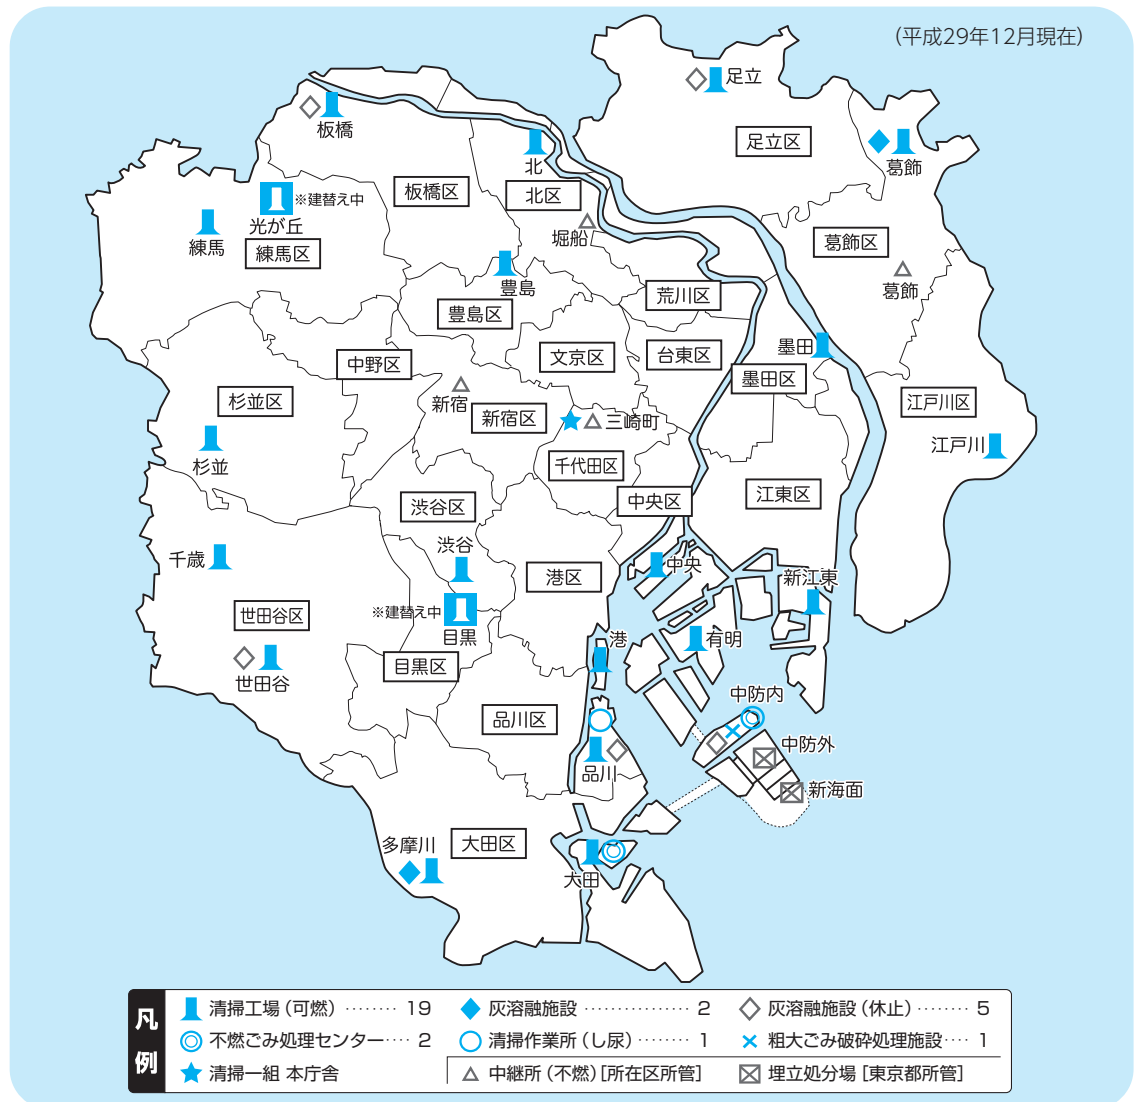 (平成29年12月現在)
足立
板橋
足立区
北
葛飾
板橋区
北区
※建替え中
光が丘
練馬
練馬区
堀船
葛飾区
葛飾
豊島
荒川区
豊島区
墨田
文京区
台東区
中野区
墨田区
杉並区
新宿
新宿区
三崎町
江戸川区
江戸川
杉並
千代田区
江東区
中央区
渋谷区
渋谷
千歳
中央
港区
新江東
世田谷区
※建替え中
目黒
港
有明
目黒区
世田谷
中防内
品川区
中防外
品川
新海面
多摩川
大田区
大田
凡例
清掃工場(可燃) ········ 19
灰溶融施設 ··············· 2
灰溶融施設(休止) ········ 5
不燃ごみ処理センター···· 2
清掃作業所(し尿) ········ 1
粗大ごみ破砕処理施設···· 1
清掃一組 本庁舎
中継所(不燃)[所在区所管]
埋立処分場[東京都所管]